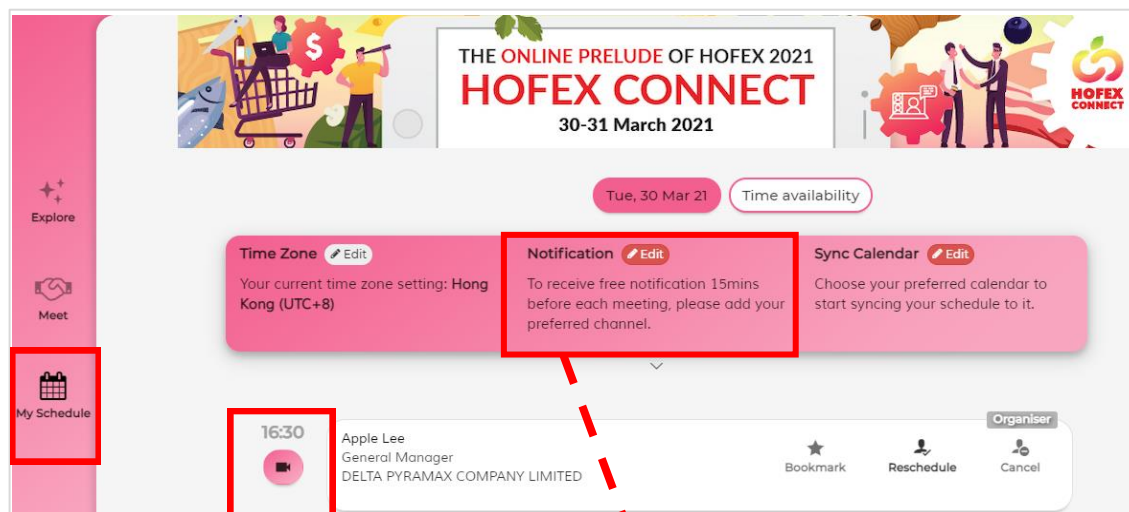 THE ONLINE PRELUDE OF HOFEX 2021
HOFEX CONNECT
30-31 March 2021
HOFEX
CONNECT
$
Explore
Meet
My Schedule
Tue, 30 Mar 21
Time availability
Time Zone Edit
Your current time zone setting: Hong
Kong (UTC+8)
Notification Edit
To receive free notification 15mins
before each meeting, please add your
preferred channel.
Sync Calendar Edit
Choose your preferred calendar to
start syncing your schedule to it.
16:30
Apple Lee
General Manager
DELTA PYRAMAX COMPANY LIMITED
Organiser
Bookmark
Reschedule
Cancel